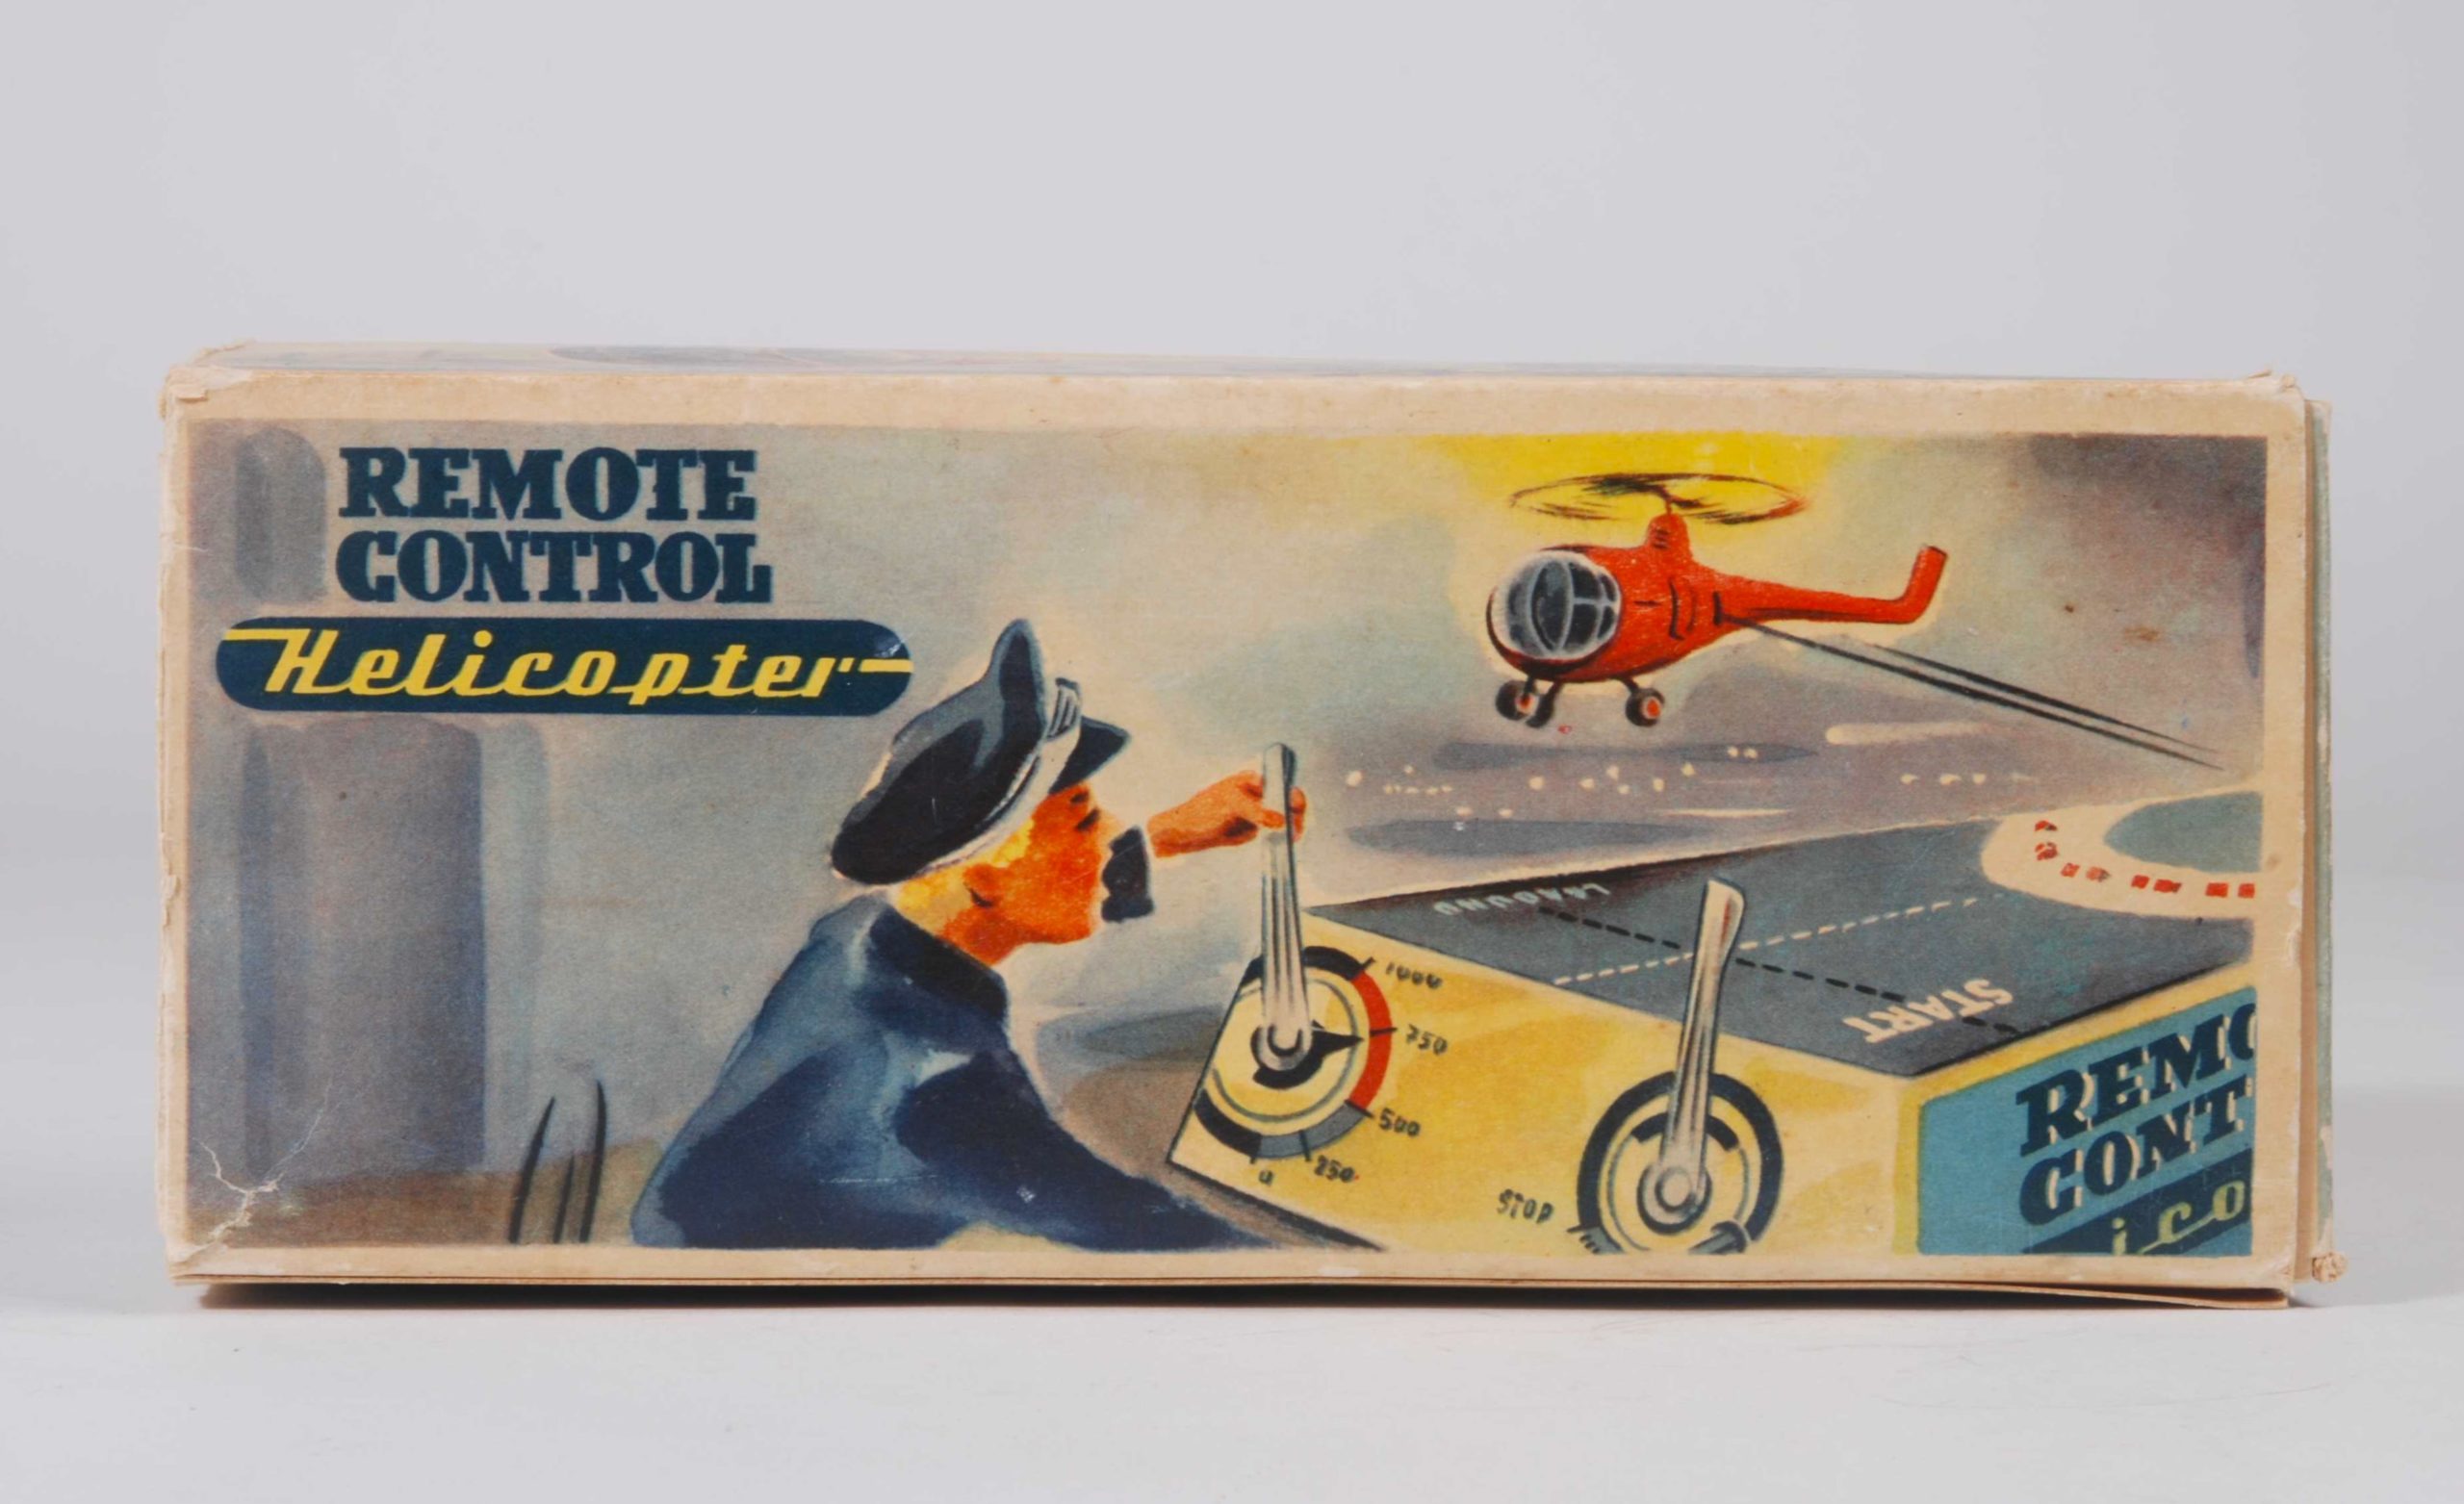 REMOTE
CONTROL
Helicopter
1000
750
500
250
0
STOP
START
REMO
CONT
ico